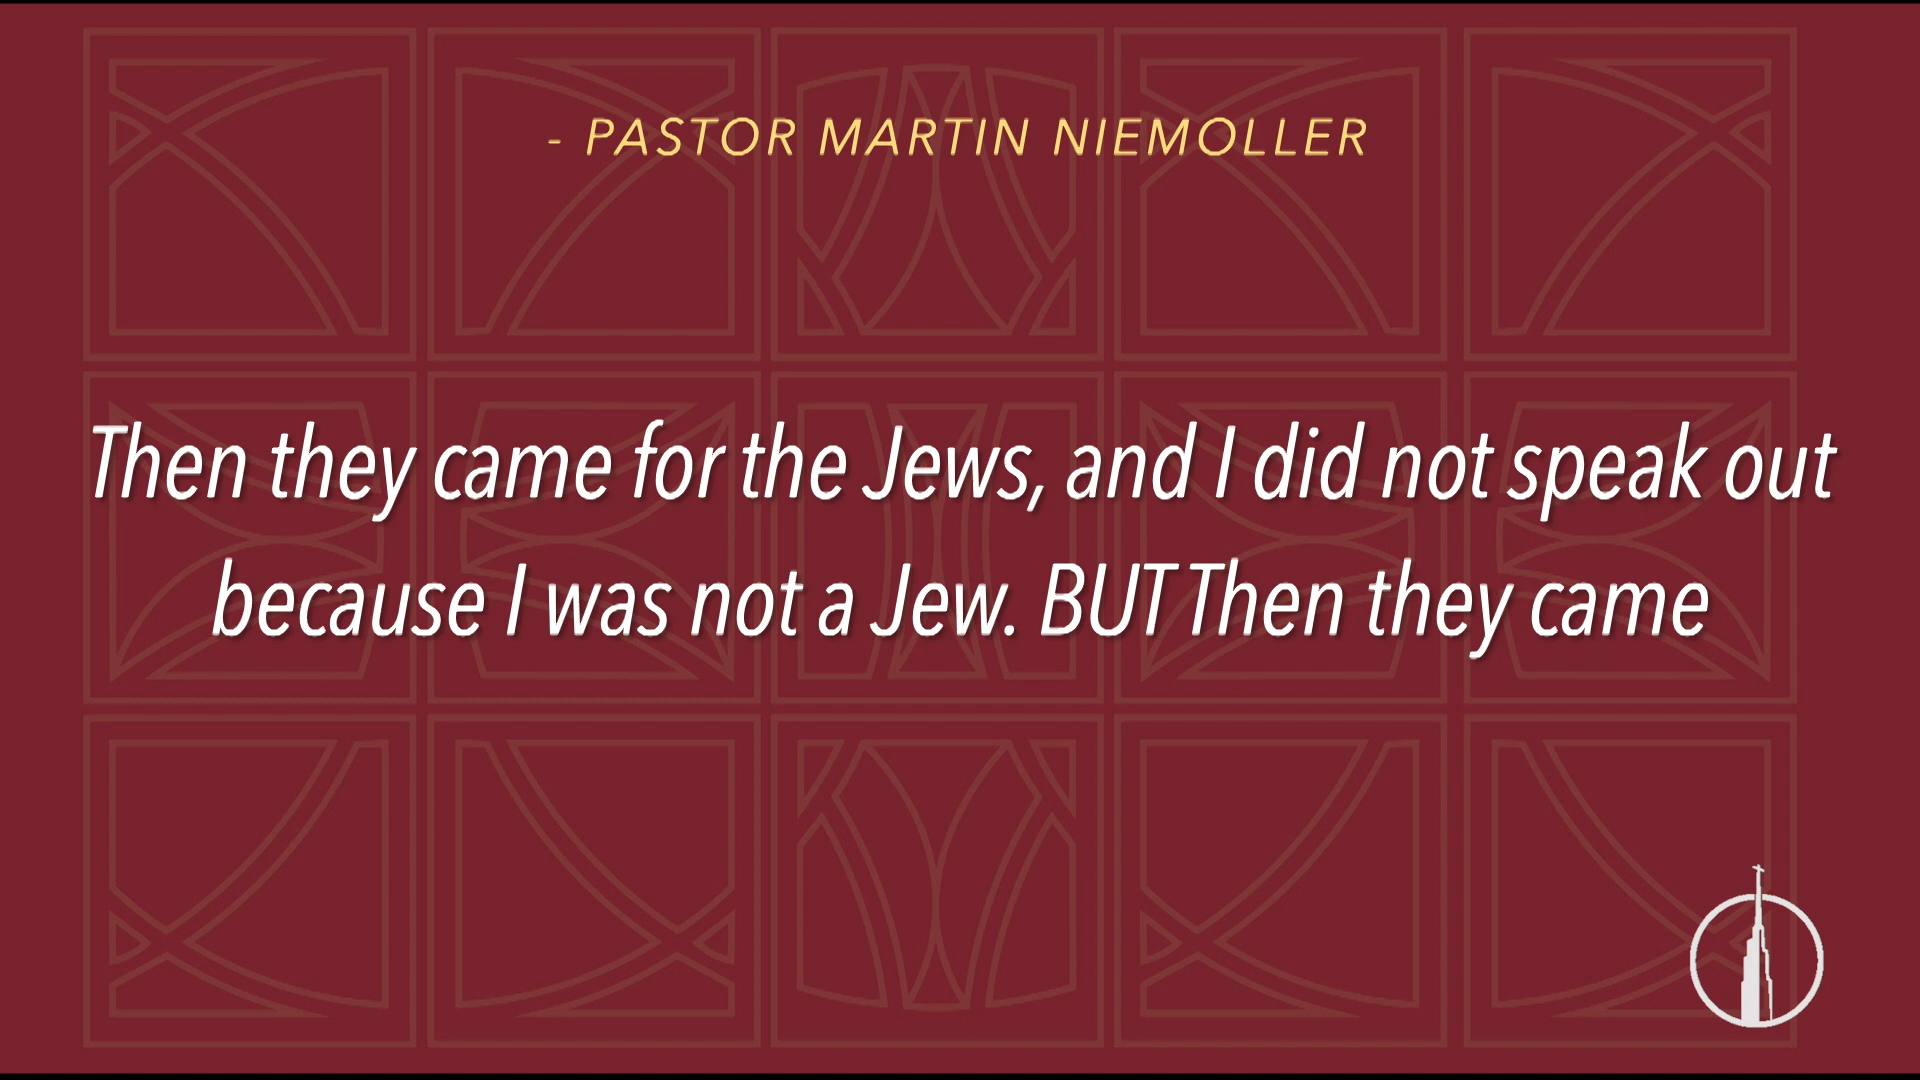 - PASTOR MARTIN NIEMOLLER
Then they came for the Jews, and I did not speak out
because I was not a Jew. BUT Then they came